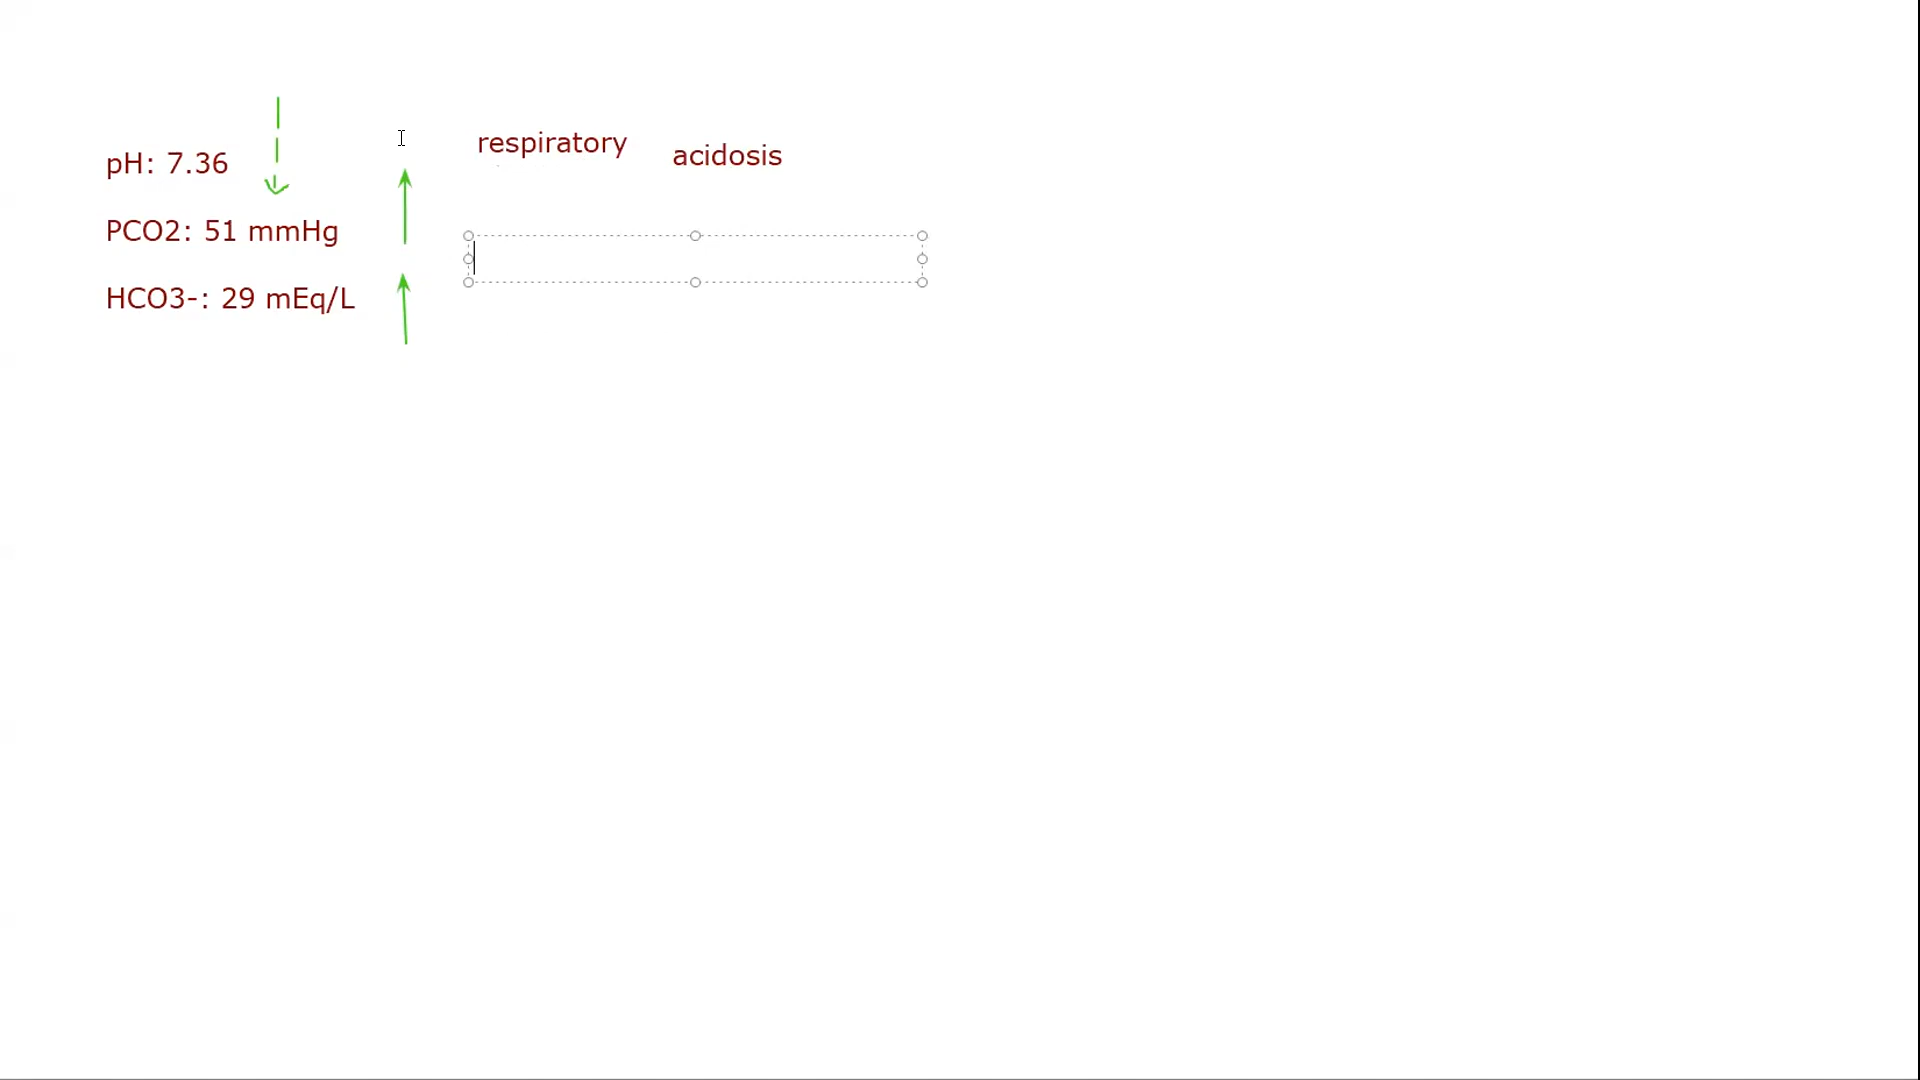 respiratory acidosis
pH: 7.36
PCO2: 51 mmHg
HCO3-: 29 mEq/L